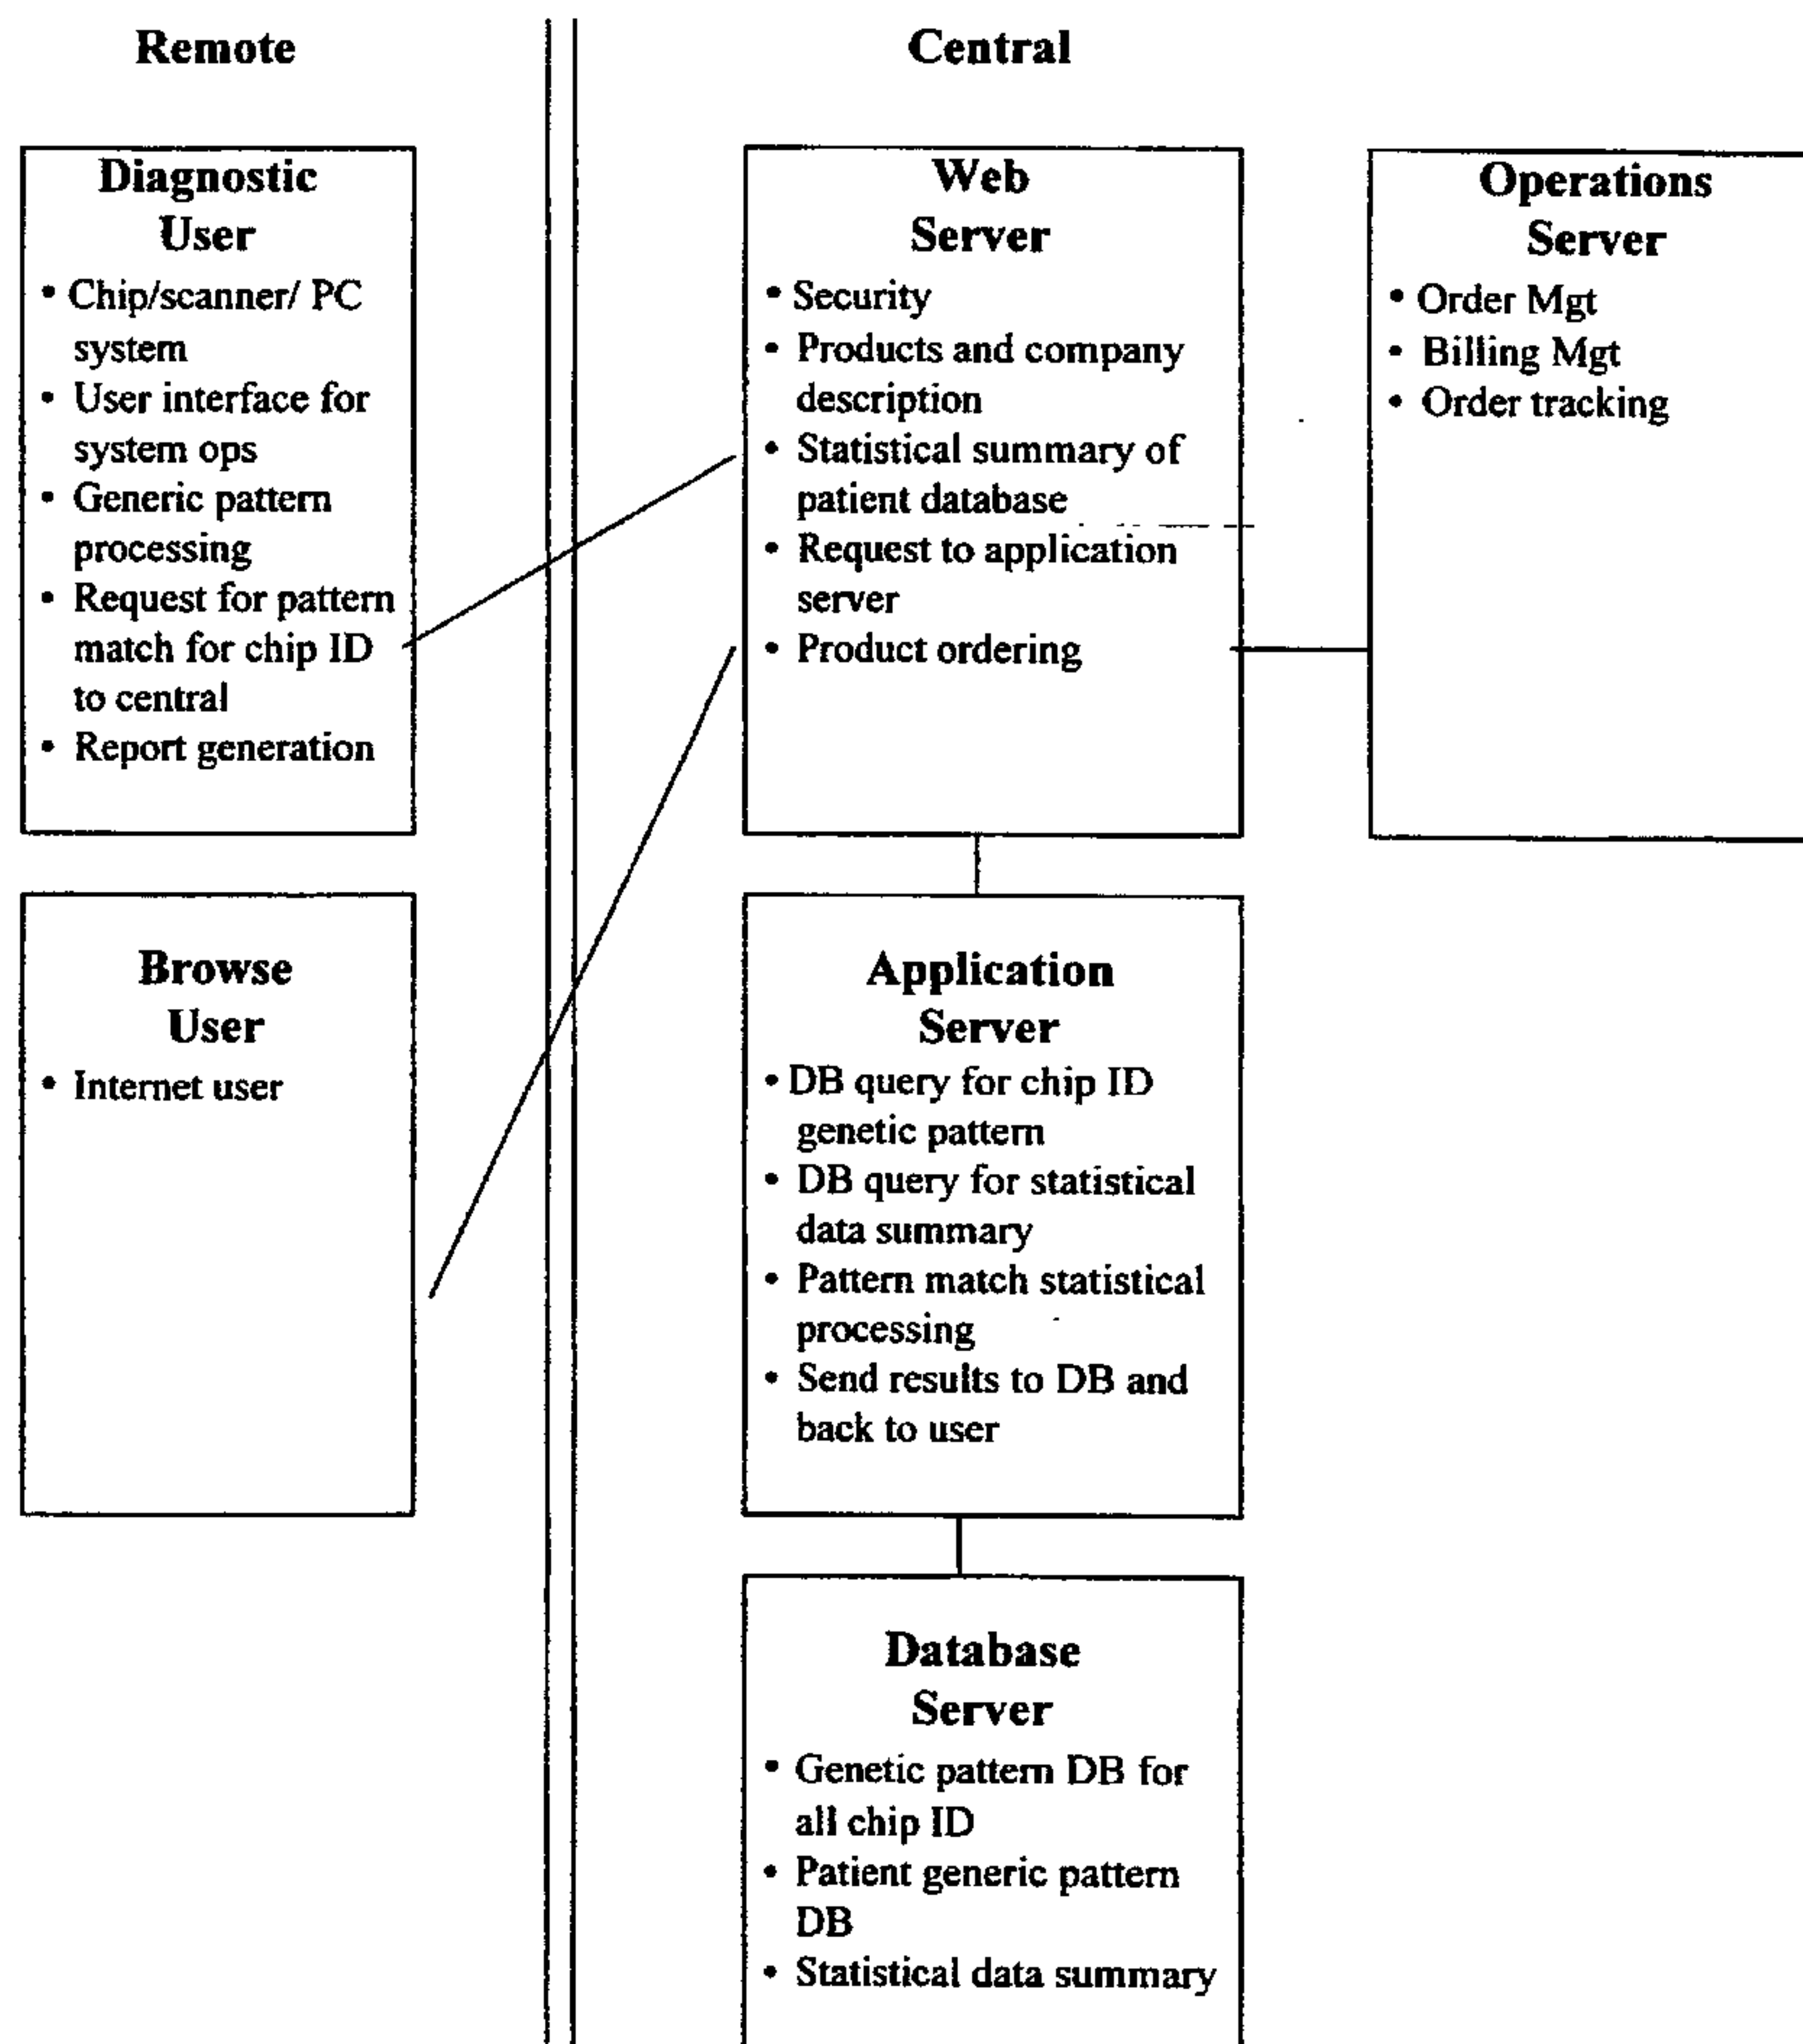 Remote
Central
Diagnostic
User
• Chip/scanner/ PC
system
• User interface for
system ops
• Generic pattern
processing
• Request for pattern
match for chip ID
to central
• Report generation
Web
Server
• Security
• Products and company
description
• Statistical summary of
patient database
• Request to application
server
• Product ordering
Operations
Server
• Order Mgt
• Billing Mgt
• Order tracking
Browse
User
• Internet user
Application
Server
• DB query for chip ID
genetic pattern
• DB query for statistical
data summary
• Pattern match statistical
processing
• Send results to DB and
back to user
Database
Server
• Genetic pattern DB for
all chip ID
• Patient generic pattern
DB
• Statistical data summary